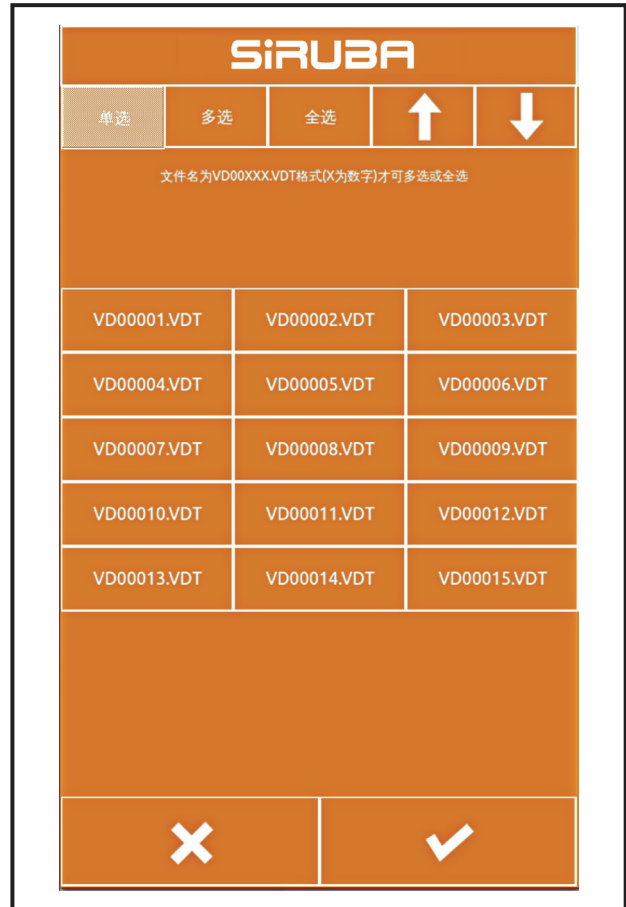 SiRUBA
单选 多选 全选
文件名为VD00XXX.VDT格式(X为数字)才可多选或全选
VD00001.VDT VD00002.VDT VD00003.VDT
VD00004.VDT VD00005.VDT VD00006.VDT
VD00007.VDT VD00008.VDT VD00009.VDT
VD00010.VDT VD00011.VDT VD00012.VDT
VD00013.VDT VD00014.VDT VD00015.VDT